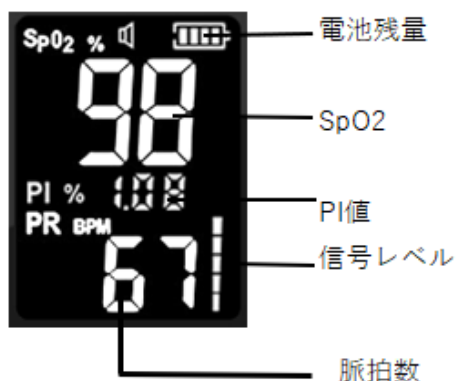 SpO2 %
電池残量
98
SpO2
PI % 1.08
PI値
PR BPM
信号レベル
67
脈拍数